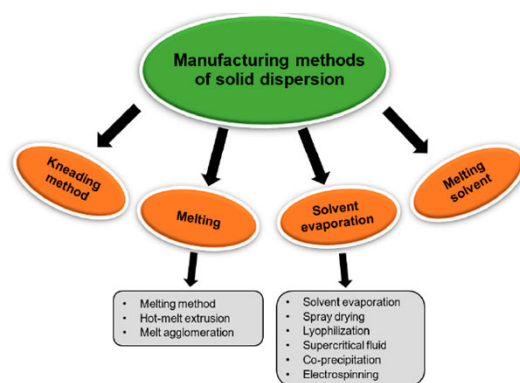 Manufacturing methods
of solid dispersion
Kneading
method
Melting
Solvent
evaporation
Melting
solvent
• Melting method
• Hot-melt extrusion
• Melt agglomeration
• Solvent evaporation
• Spray drying
• Lyophilization
• Supercritical fluid
• Co-precipitation
• Electrospinning